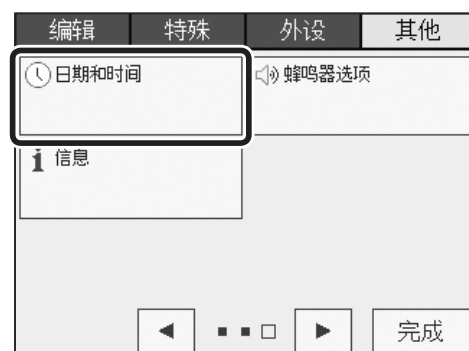 编辑 特殊 外设 其他
日期和时间 蜂鸣器选项
信息
完成